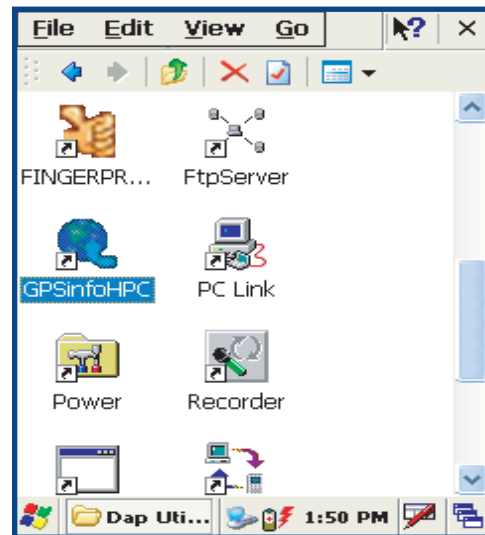 File Edit View Go ?
FINGERPR... FtpServer
GPSinfoHPC PC Link
Power Recorder
Dap Uti... 1:50 PM